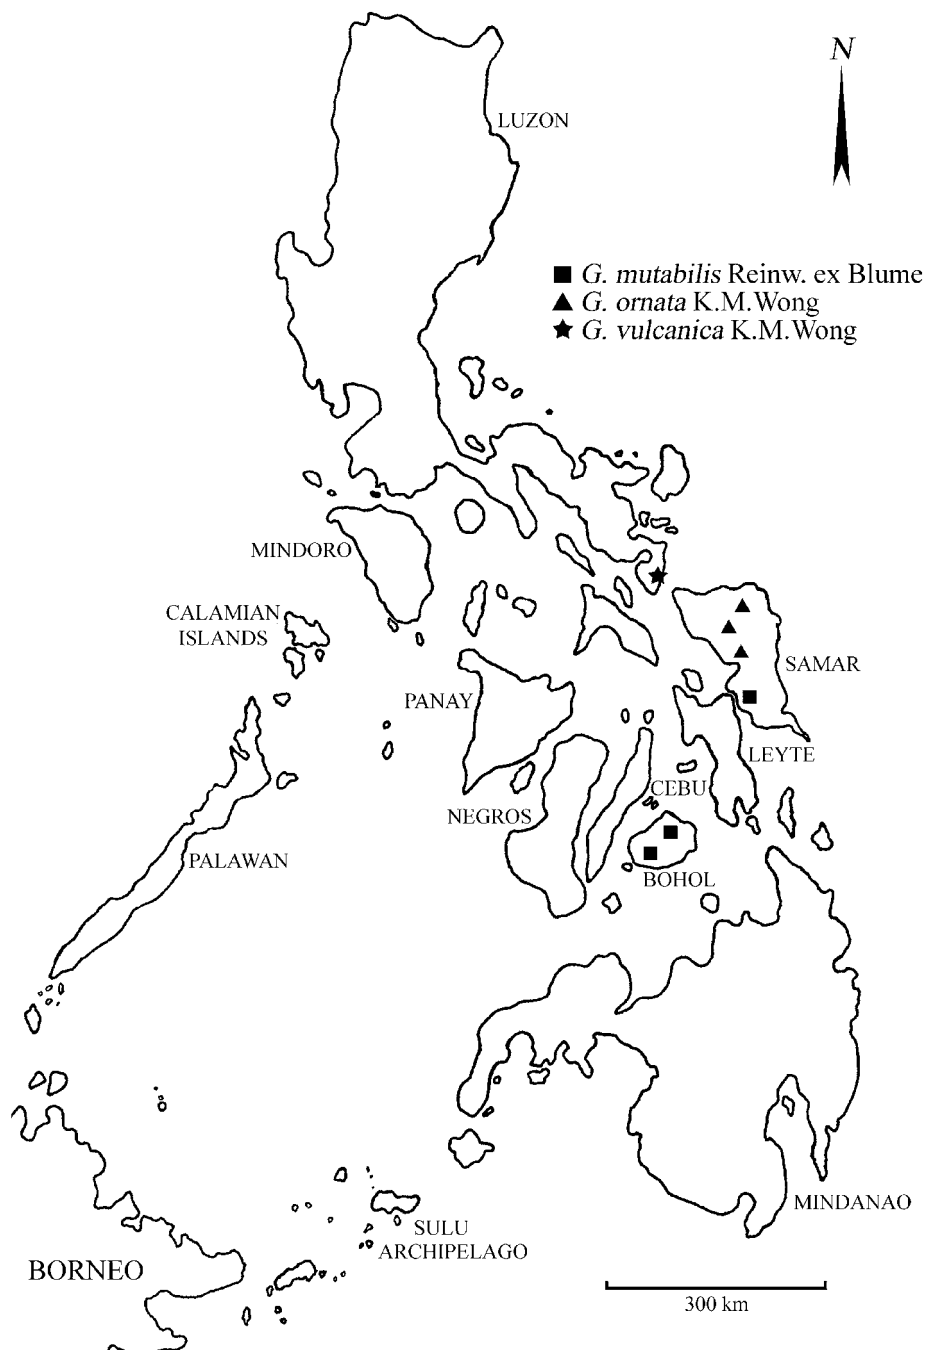 N
LUZON
G. mutabilis Reinw. ex Blume
G. ornata K.M.Wong
G. vulcanica K.M.Wong
MINDORO
CALAMIAN
ISLANDS
SAMAR
PANAY
LEYTE
CEBU
NEGROS
PALAWAN
BOHOL
MINDANAO
SULU
ARCHIPELAGO
BORNEO
300 km